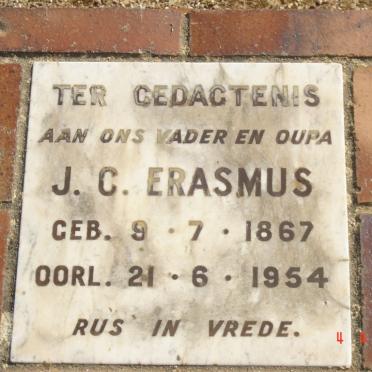 TER GEDAGTENIS
AAN ONS VADER EN OUPA
J. C. ERASMUS
GEB. 9 · 7 · 1867
OORL. 21 · 6 · 1954
RUS IN VREDE.
4